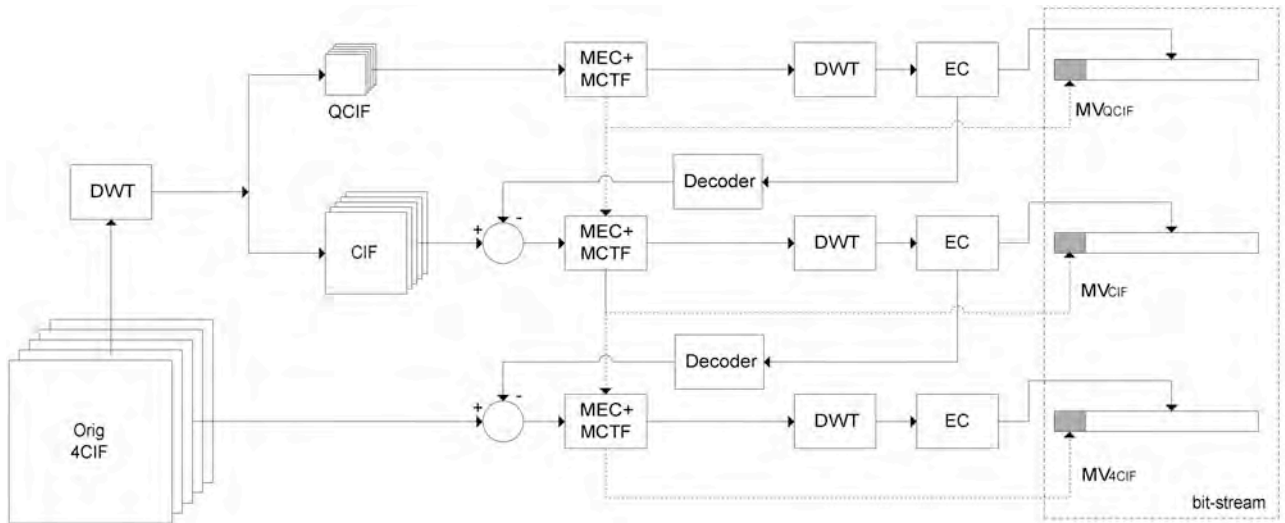 MEC+
MCTF
DWT
EC
QCIF
MVQCIF
DWT
Decoder
+
-
CIF
MEC+
MCTF
DWT
EC
MVCIF
Decoder
+
-
Orig
4CIF
MEC+
MCTF
DWT
EC
MV4CIF
bit-stream